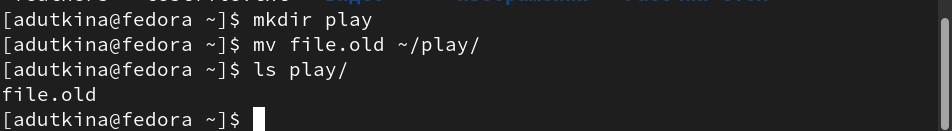 [adutkina@fedora ~]$ mkdir play
[adutkina@fedora ~]$ mv file.old ~/play/
[adutkina@fedora ~]$ ls play/
file.old
[adutkina@fedora ~]$